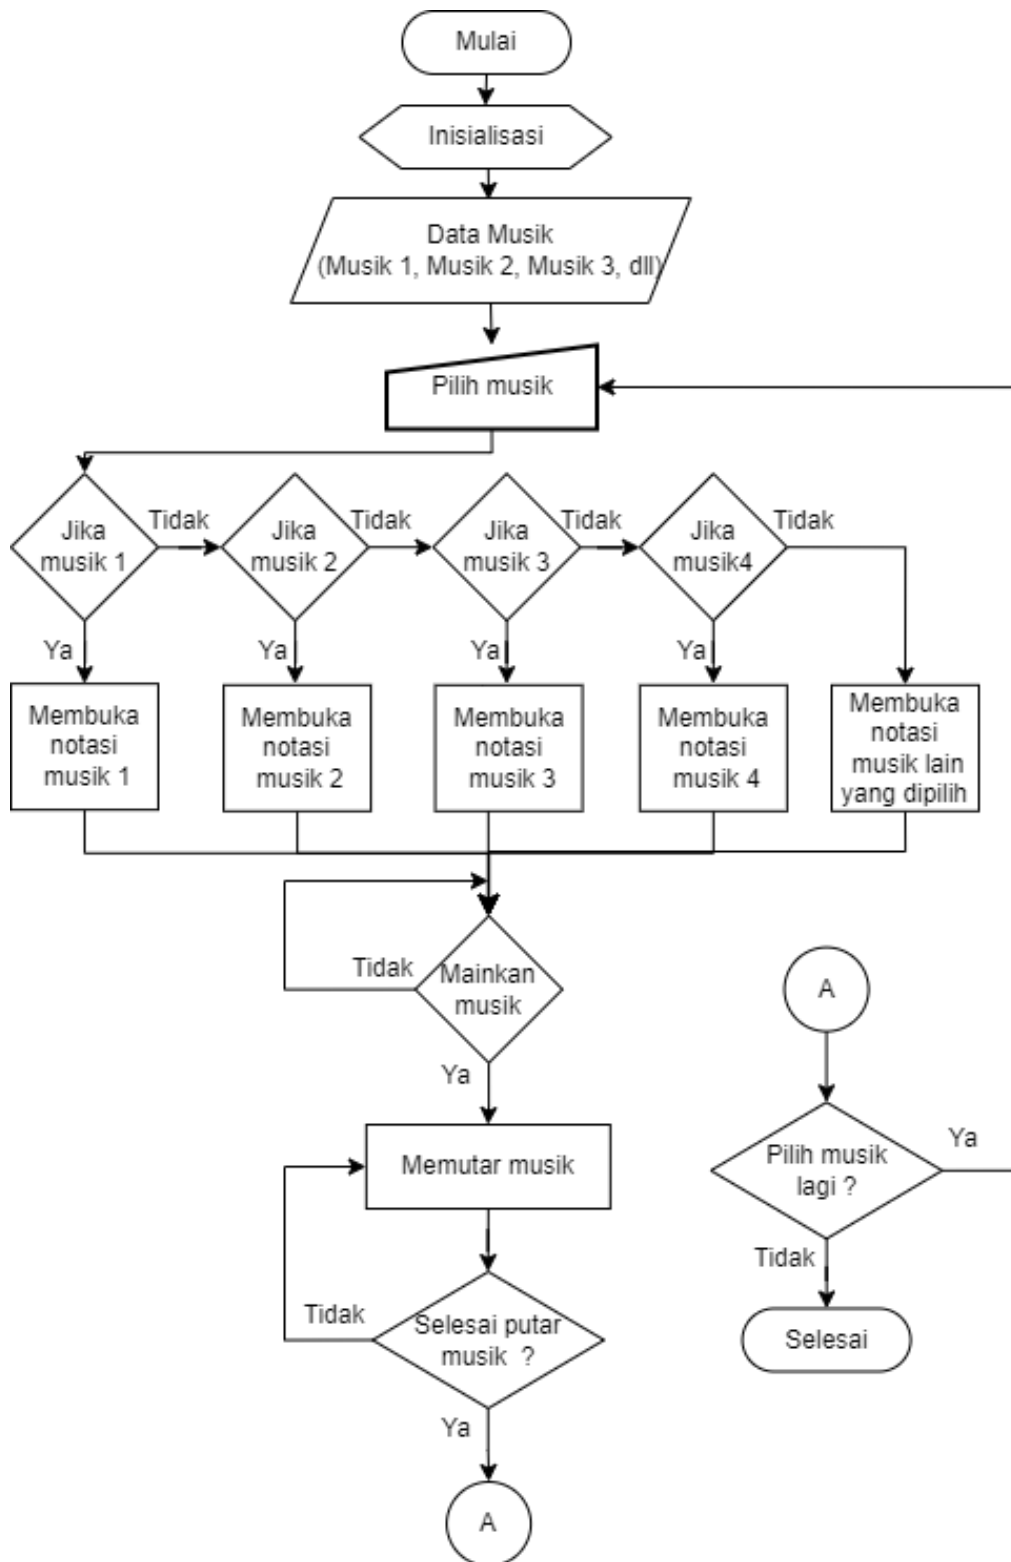 Mulai
Inisialisasi
Data Musik
(Musik 1, Musik 2, Musik 3, dll)
Pilih musik
Jika
musik 1
Tidak
Jika
musik 2
Tidak
Jika
musik 3
Tidak
Jika
musik4
Tidak
Ya
Ya
Ya
Ya
Membuka
notasi
musik 1
Membuka
notasi
musik 2
Membuka
notasi
musik 3
Membuka
notasi
musik 4
Membuka
notasi
musik lain
yang dipilih
Tidak
Mainkan
musik
Ya
Memutar musik
Tidak
Selesai putar
musik ?
Ya
A
A
Pilih musik
lagi ?
Ya
Tidak
Selesai